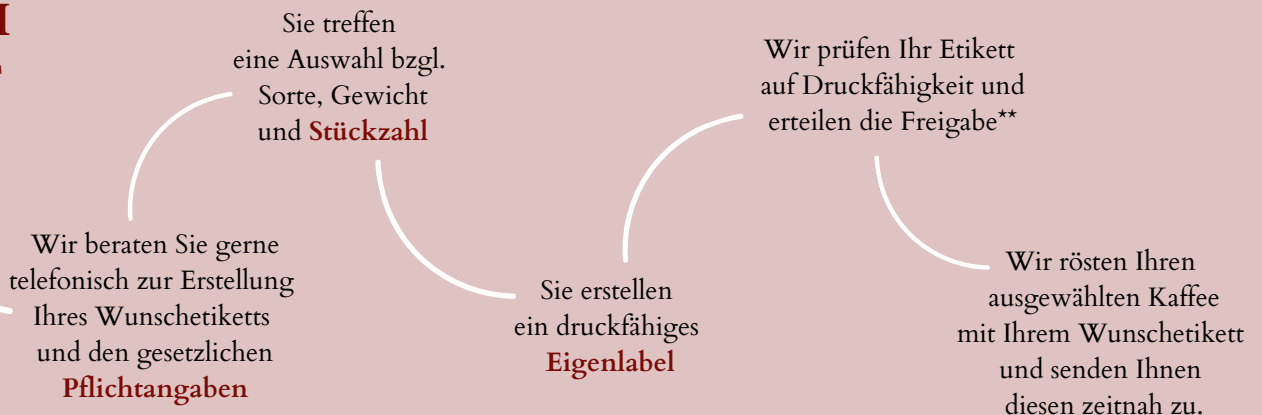 Wir beraten Sie gerne
telefonisch zur Erstellung
Ihres Wunschetiketts
und den gesetzlichen
Pflichtangaben
Sie treffen
eine Auswahl bzgl.
Sorte, Gewicht
und Stückzahl
Sie erstellen
ein druckfähiges
Eigenlabel
Wir prüfen Ihr Etikett
auf Druckfähigkeit und
erteilen die Freigabe**
Wir rösten Ihren
ausgewählten Kaffee
mit Ihrem Wunschetikett
und senden Ihnen
diesen zeitnah zu.